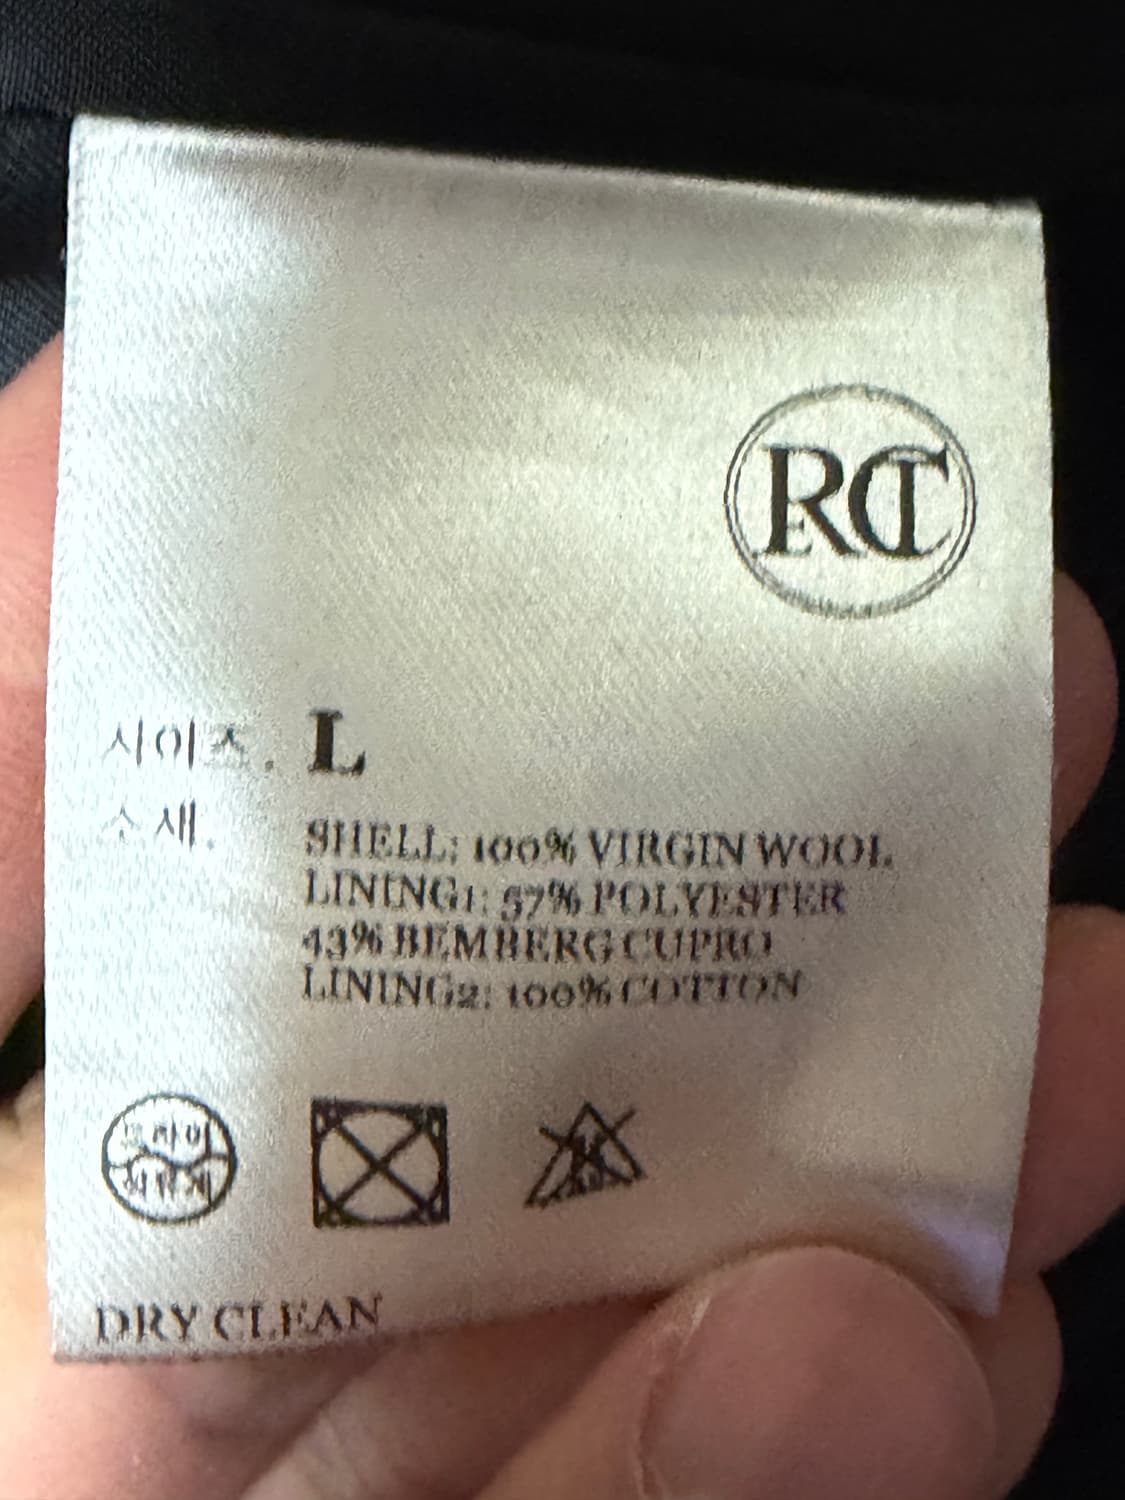 RCT
사이즈. L
소재.
SHELL: 100% VIRGIN WOOL
LINING1: 57% POLYESTER
43% BEMBERG CUPRO
LINING2: 100% COTTON
드라이
DRY CLEAN